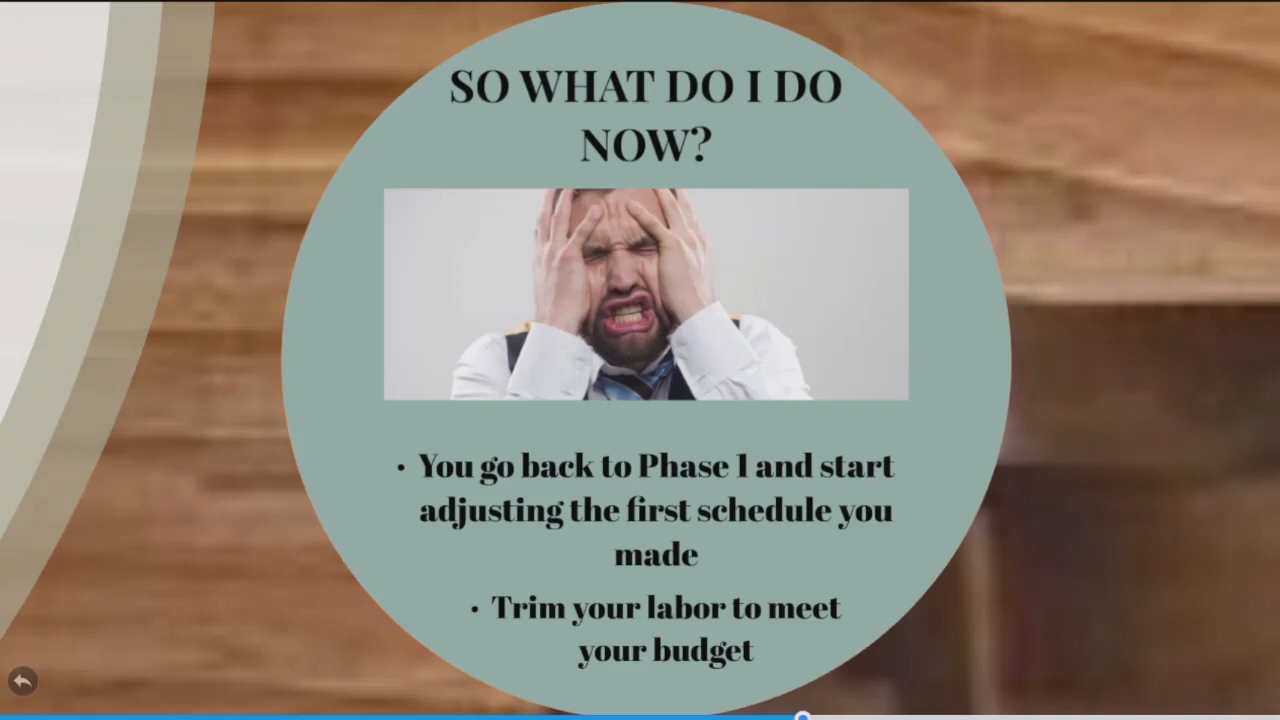 SO WHAT DO I DO
NOW?
• You go back to Phase 1 and start
adjusting the first schedule you
made
• Trim your labor to meet
your budget